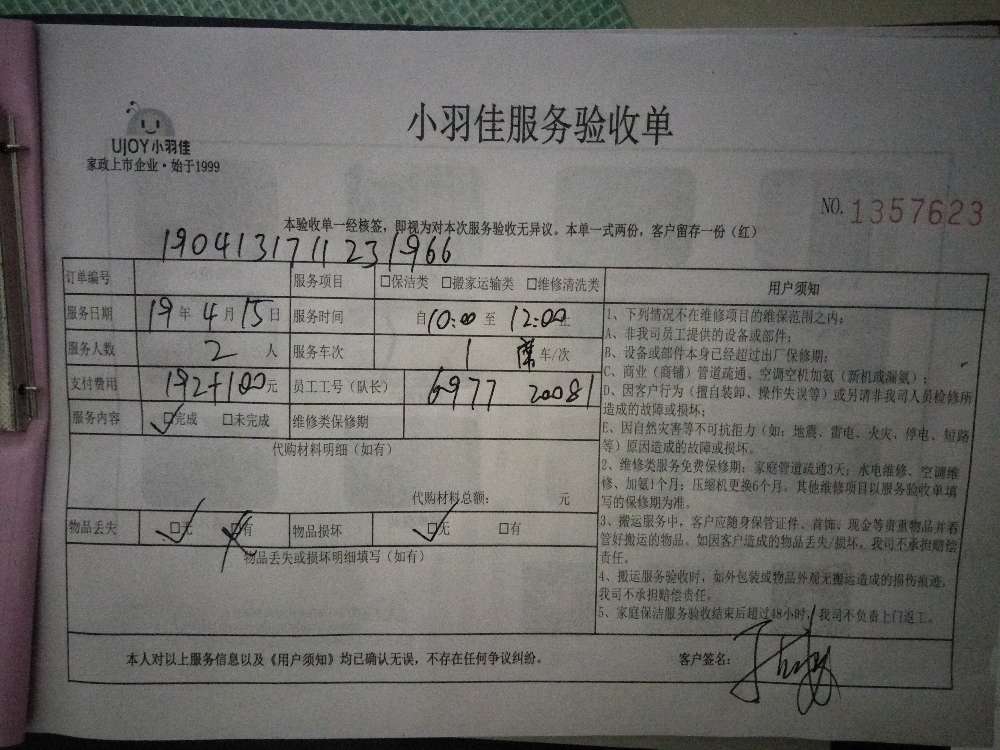 UJOY小羽佳
家政上市企业·始于1999
小羽佳服务验收单
NO. 1357623
本验收单一经核签，即视为对本次服务验收无异议。本单一式两份，客户留存一份（红）
1904131711231966
订单编号 服务项目 □保洁类 □搬家运输类 □维修清洗类
服务日期 19年4月15日 服务时间 自10:00至12:00止
服务人数 2人 服务车次 1 车/次
支付费用 192+100元 员工工号（队长） 6977 20081
服务内容 □完成 □未完成 维修类保修期
代购材料明细（如有）
代购材料总额： 元
物品丢失 □无 □有 物品损坏 □无 □有
物品丢失或损坏明细填写（如有）
用户须知
1、下列情况不在维修项目的维保范围之内：
A、非我司员工提供的设备或部件；
B、设备或部件本身已经超过出厂保修期；
C、商业（商铺）管道疏通、空调空机加氨（新机或漏氨）；
D、因客户行为（擅自装卸、操作失误等）或另请非我司人员检修所
造成的故障或损坏；
E、因自然灾害等不可抗拒力（如：地震、雷电、火灾、停电、短路
等）原因造成的故障或损坏。
2、维修类服务免费保修期：家庭管道疏通3天；水电维修、空调维
修、加氨1个月；压缩机更换6个月。其他维修项目以服务验收单填
写的保修期为准。
3、搬运服务中，客户应随身保管证件、首饰、现金等贵重物品并看
管好搬运的物品。如因客户造成的物品丢失/损坏，我司不承担赔偿
责任。
4、搬运服务验收时，如外包装或物品外观无搬运造成的损伤痕迹，
我司不承担赔偿责任。
5、家庭保洁服务验收结束后超过48小时，我司不负责上门返工。
本人对以上服务信息以及《用户须知》均已确认无误，不存在任何争议纠纷。 客户签名：